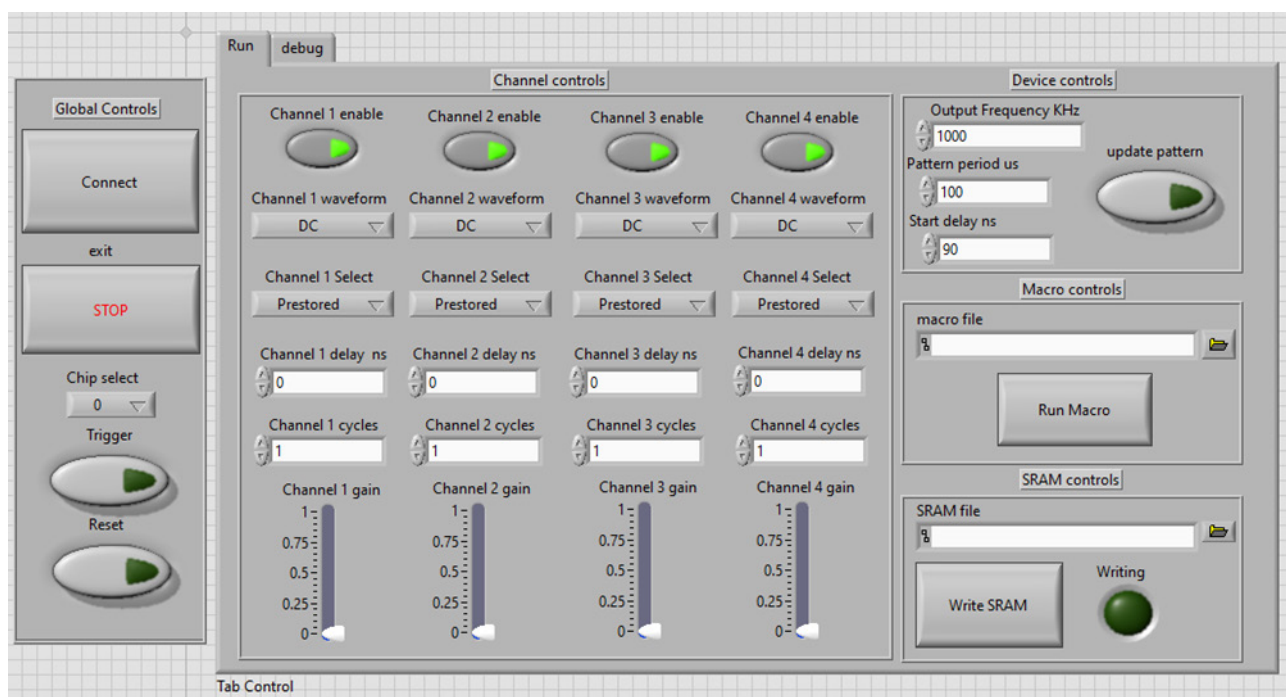 Run
debug
Global Controls
Connect
exit
STOP
Chip select
0
Trigger
Reset
Channel controls
Channel 1 enable
Channel 2 enable
Channel 3 enable
Channel 4 enable
Channel 1 waveform
Channel 2 waveform
Channel 3 waveform
Channel 4 waveform
DC
DC
DC
DC
Channel 1 Select
Channel 2 Select
Channel 3 Select
Channel 4 Select
Prestored
Prestored
Prestored
Prestored
Channel 1 delay ns
Channel 2 delay ns
Channel 3 delay ns
Channel 4 delay ns
0
0
0
0
Channel 1 cycles
Channel 2 cycles
Channel 3 cycles
Channel 4 cycles
1
1
1
1
Channel 1 gain
Channel 2 gain
Channel 3 gain
Channel 4 gain
1
0.75
0.5
0.25
0
1
0.75
0.5
0.25
0
1
0.75
0.5
0.25
0
1
0.75
0.5
0.25
0
Device controls
Output Frequency KHz
1000
Pattern period us
100
Start delay ns
90
update pattern
Macro controls
macro file
Run Macro
SRAM controls
SRAM file
Write SRAM
Writing
Tab Control